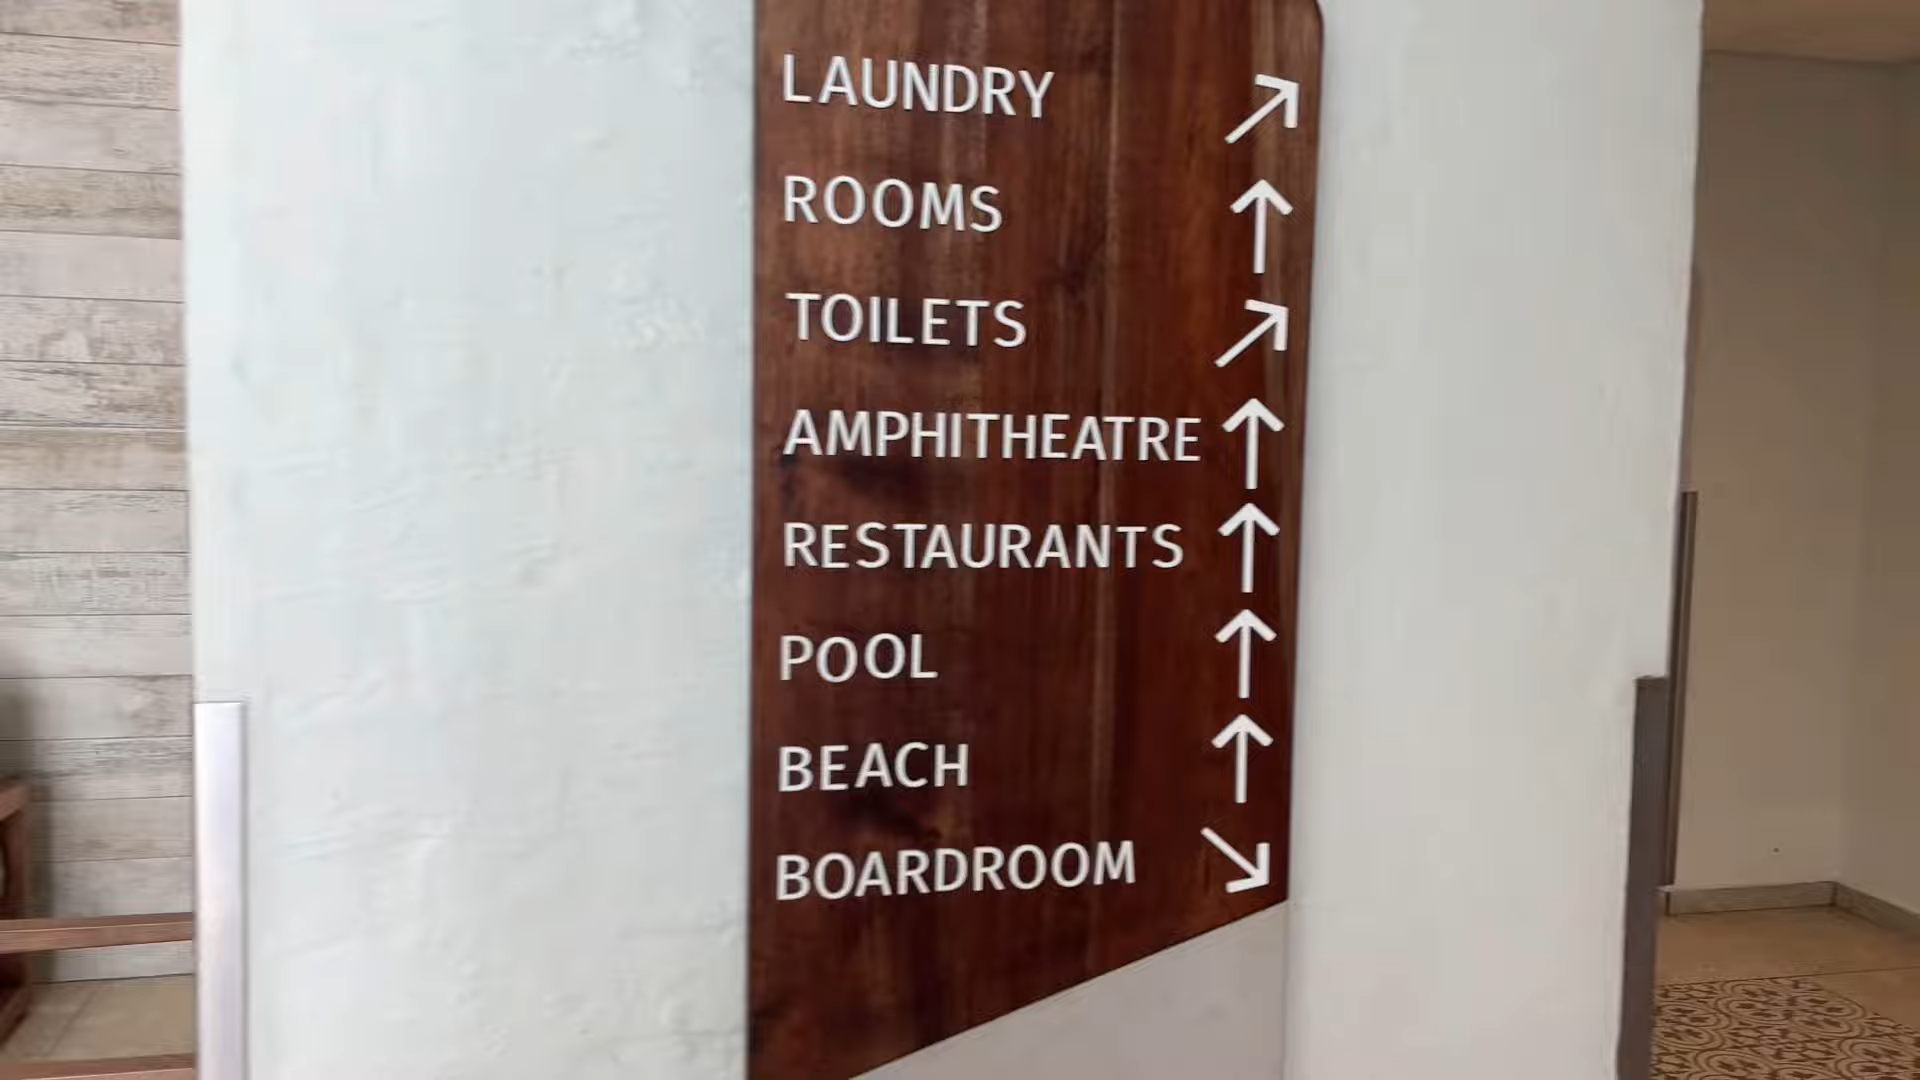 LAUNDRY ↗
ROOMS ↑
TOILETS ↗
AMPHITHEATRE ↑
RESTAURANTS ↑
POOL ↑
BEACH ↑
BOARDROOM ↘